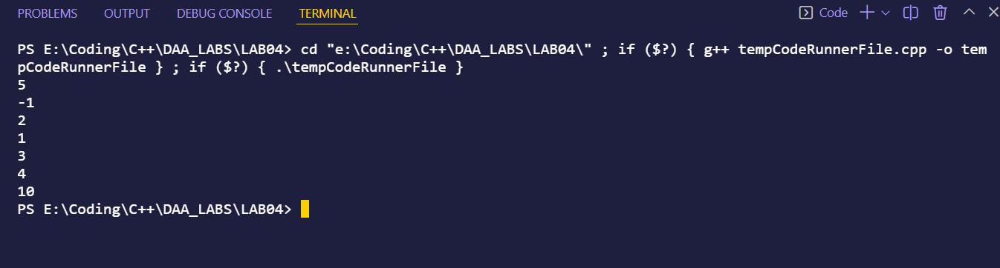 PROBLEMS OUTPUT DEBUG CONSOLE TERMINAL Code
PS E:\Coding\C++\DAA_LABS\LAB04> cd "e:\Coding\C++\DAA_LABS\LAB04\" ; if ($?) { g++ tempCodeRunnerFile.cpp -o tem
pCodeRunnerFile } ; if ($?) { .\tempCodeRunnerFile }
5
-1
2
1
3
4
10
PS E:\Coding\C++\DAA_LABS\LAB04>